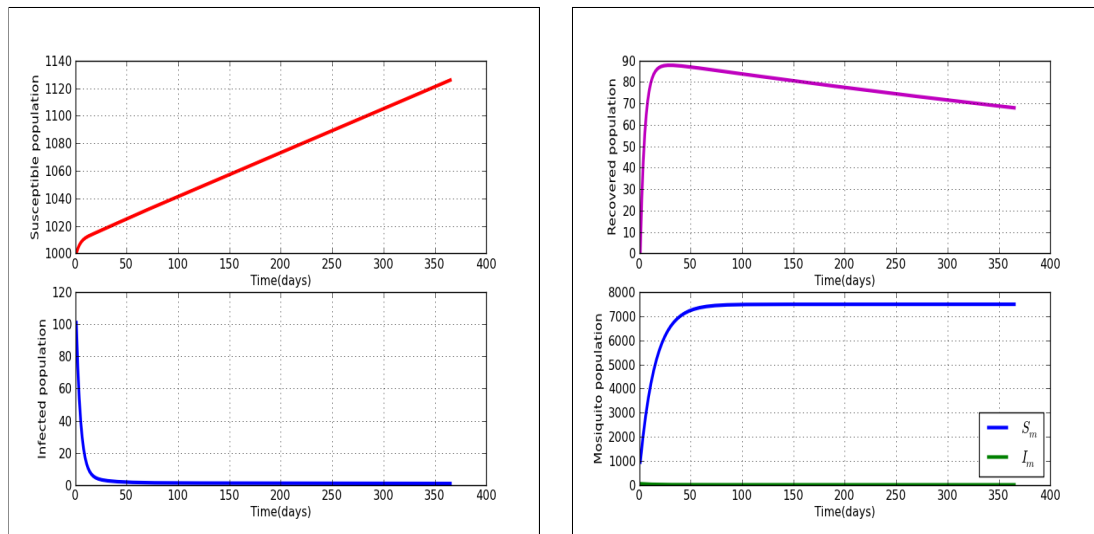 1140
1120
1100
1080
1060
1040
1020
1000
Susceptible population
0 50 100 150 200 250 300 350 400
Time(days)
120
100
80
60
40
20
0
Infected population
0 50 100 150 200 250 300 350 400
Time(days)
90
80
70
60
50
40
30
20
10
0
Recovered population
0 50 100 150 200 250 300 350 400
Time(days)
8000
7000
6000
5000
4000
3000
2000
1000
0
Mosiquito population
S_m
I_m
0 50 100 150 200 250 300 350 400
Time(days)